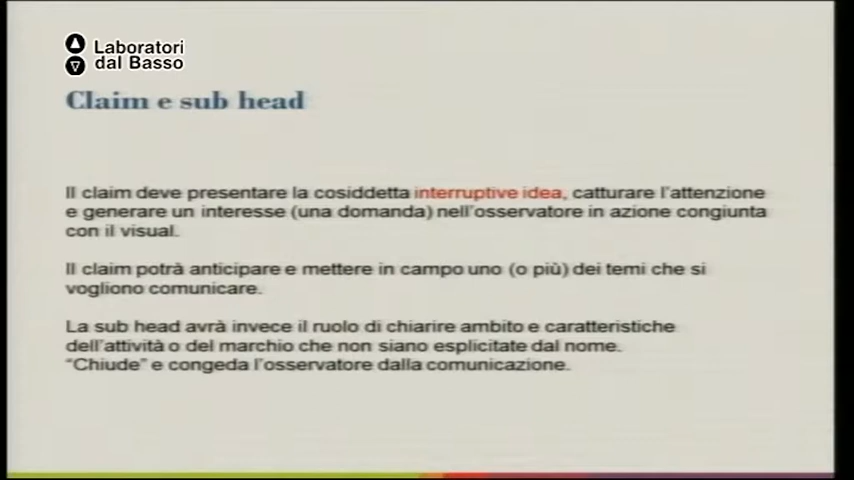 Laboratori
dal Basso
Claim e sub head
Il claim deve presentare la cosiddetta interruptive idea, catturare l'attenzione
e generare un interesse (una domanda) nell'osservatore in azione congiunta
con il visual.
Il claim potrà anticipare e mettere in campo uno (o più) dei temi che si
vogliono comunicare.
La sub head avrà invece il ruolo di chiarire ambito e caratteristiche
dell'attività o del marchio che non siano esplicitate dal nome.
“Chiude” e congeda l'osservatore dalla comunicazione.